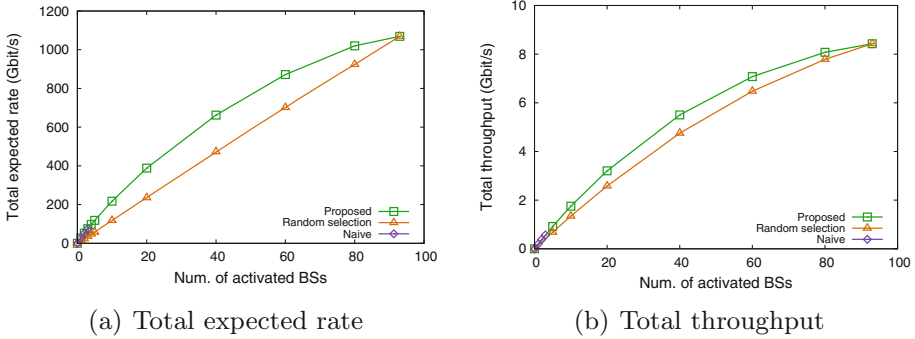 1200
1000
800
600
400
200
0
0 20 40 60 80 100
Total expected rate (Gbit/s)
Num. of activated BSs
Proposed
Random selection
Naive
(a) Total expected rate
10
8
6
4
2
0
0 20 40 60 80 100
Total throughput (Gbit/s)
Num. of activated BSs
Proposed
Random selection
Naive
(b) Total throughput